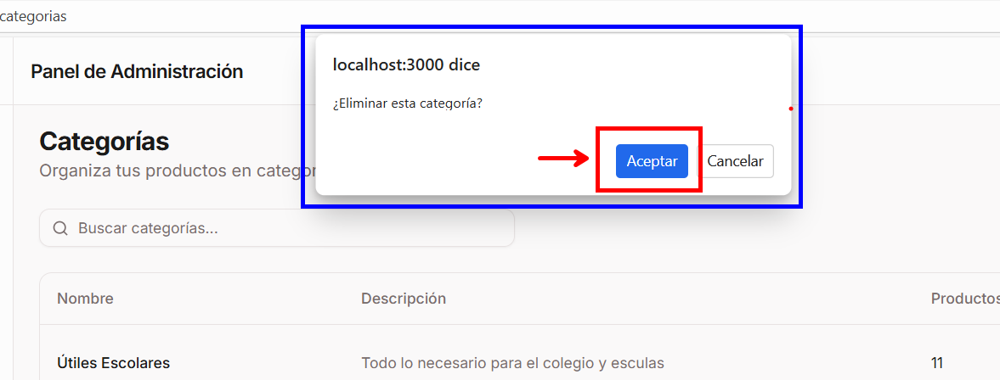 categorias
localhost:3000 dice
Panel de Administración
¿Eliminar esta categoría?
Categorías
Aceptar
Cancelar
Organiza tus productos en categor
Buscar categorías...
Nombre
Descripción
Productos
Útiles Escolares
Todo lo necesario para el colegio y esculas
11